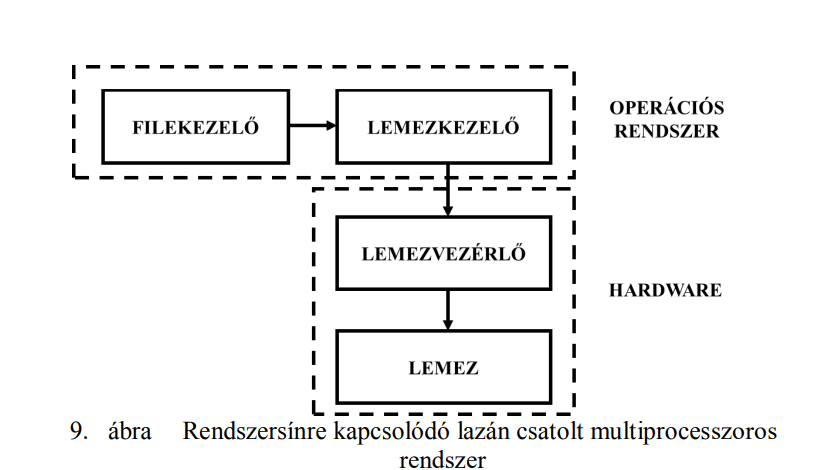 FILEKEZELŐ
LEMEZKEZELŐ
OPERÁCIÓS
RENDSZER
LEMEZVEZÉRLŐ
HARDWARE
LEMEZ
9. ábra Rendszersínre kapcsolódó lazán csatolt multiprocesszoros
rendszer